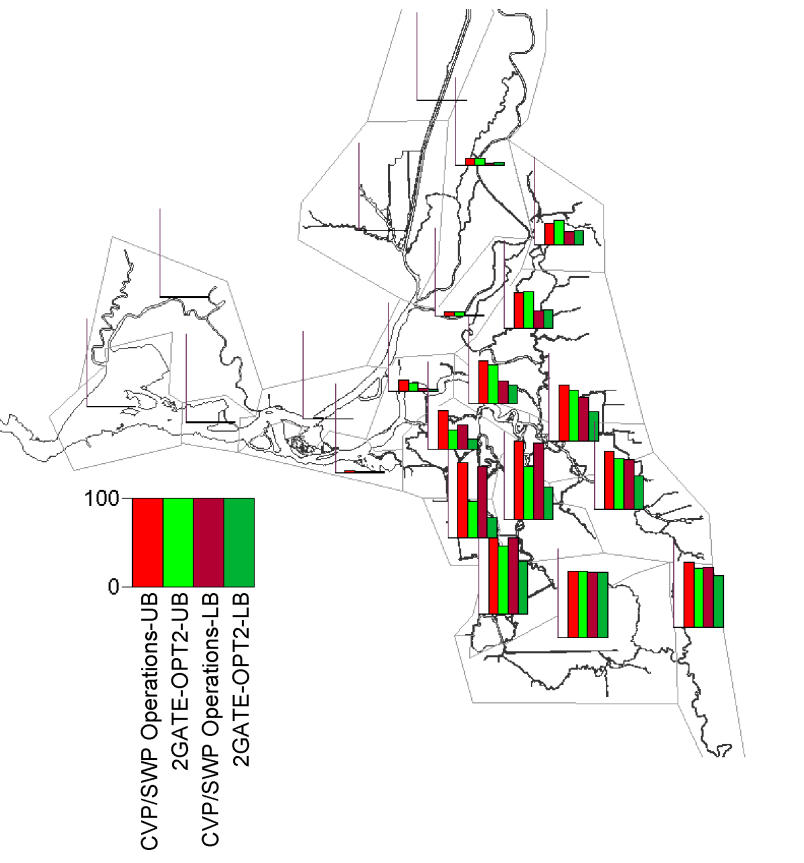 100
0
CVP/SWP Operations-UB
2GATE-OPT2-UB
CVP/SWP Operations-LB
2GATE-OPT2-LB